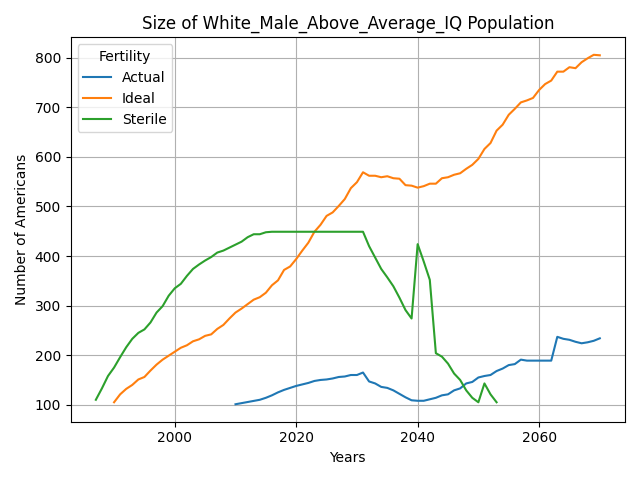 Size of White_Male_Above_Average_IQ Population
Fertility
Actual
Ideal
Sterile
Number of Americans
800
700
600
500
400
300
200
100
2000
2020
2040
2060
Years